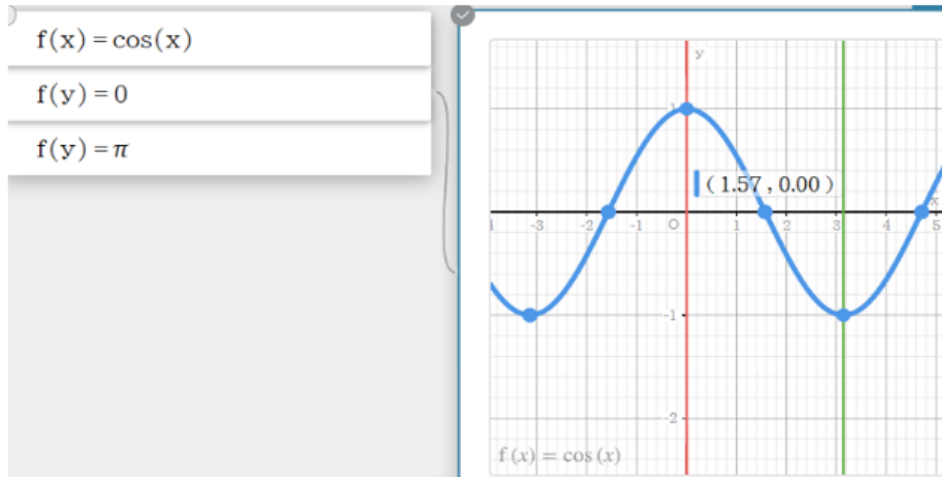 f(x) = cos(x)
f(y) = 0
f(y) = π
y
1
( 1.57 , 0.00 )
x
-3 -2 -1 O 1 2 3 4 5
-1
-2
f (x) = cos (x)